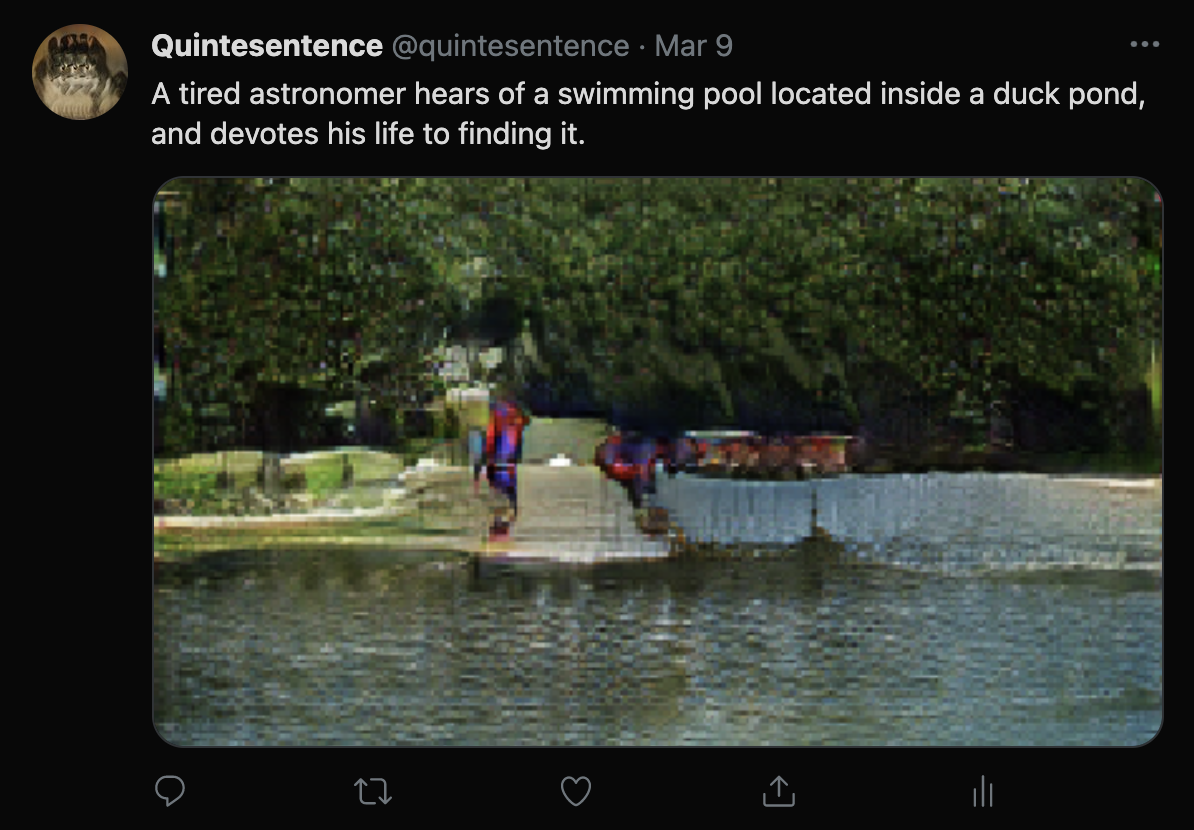 Quintesentence @quintesentence · Mar 9
A tired astronomer hears of a swimming pool located inside a duck pond,
and devotes his life to finding it.